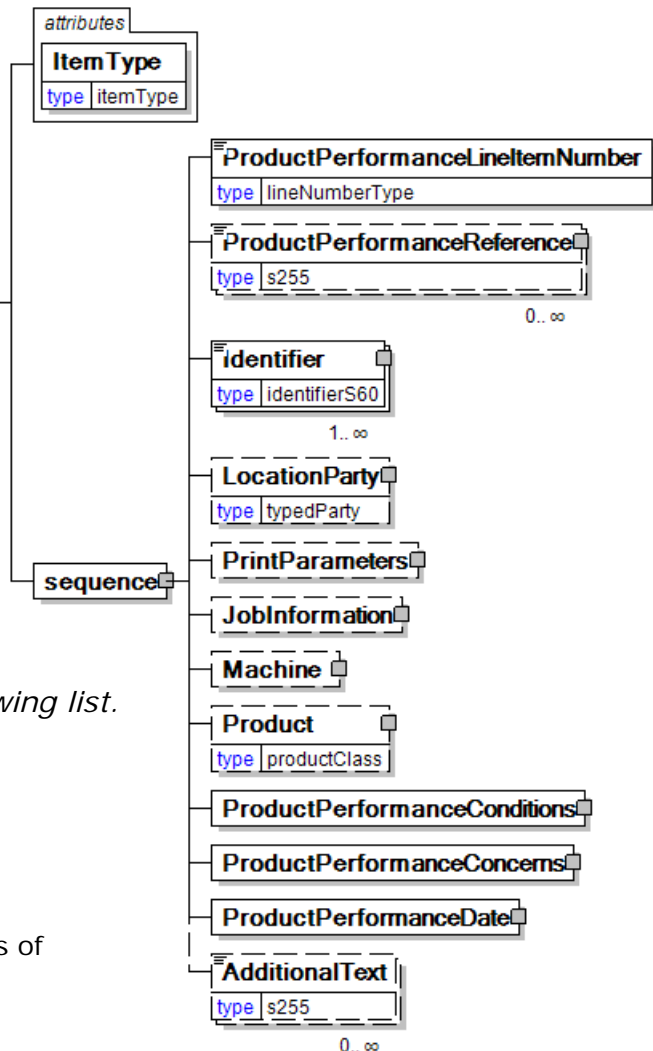 attributes
ItemType
type itemType
ProductPerformanceLineItemNumber
type lineNumberType
ProductPerformanceReference
type s255
0.. ∞
Identifier
type identifierS60
1.. ∞
LocationParty
type typedParty
PrintParameters
sequence
JobInformation
Machine
wing list.
Product
type productClass
ProductPerformanceConditions
ProductPerformanceConcerns
ProductPerformanceDate
s of
AdditionalText
type s255
0.. ∞